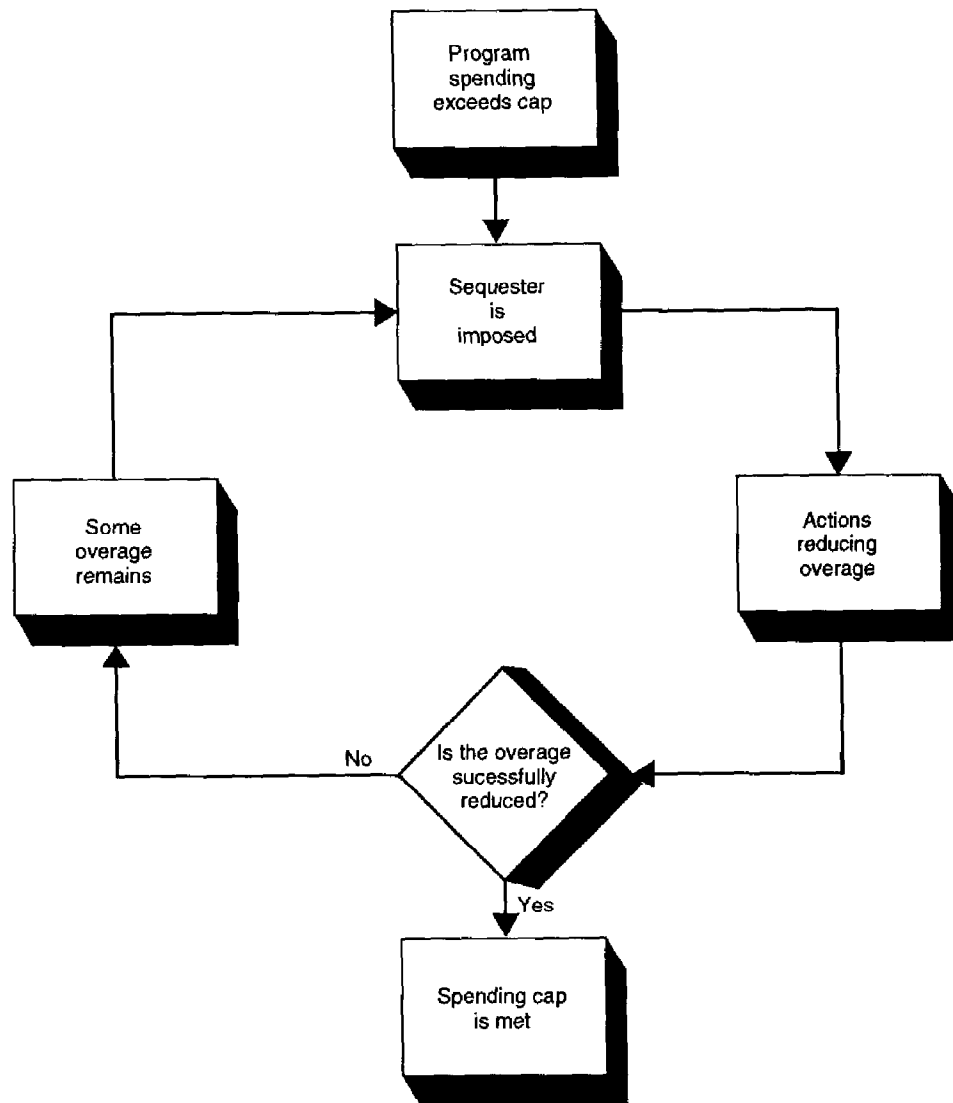 Program
spending
exceeds cap
Sequester
is
imposed
Some
overage
remains
Actions
reducing
overage
No
Is the overage
sucessfully
reduced?
Yes
Spending cap
is met